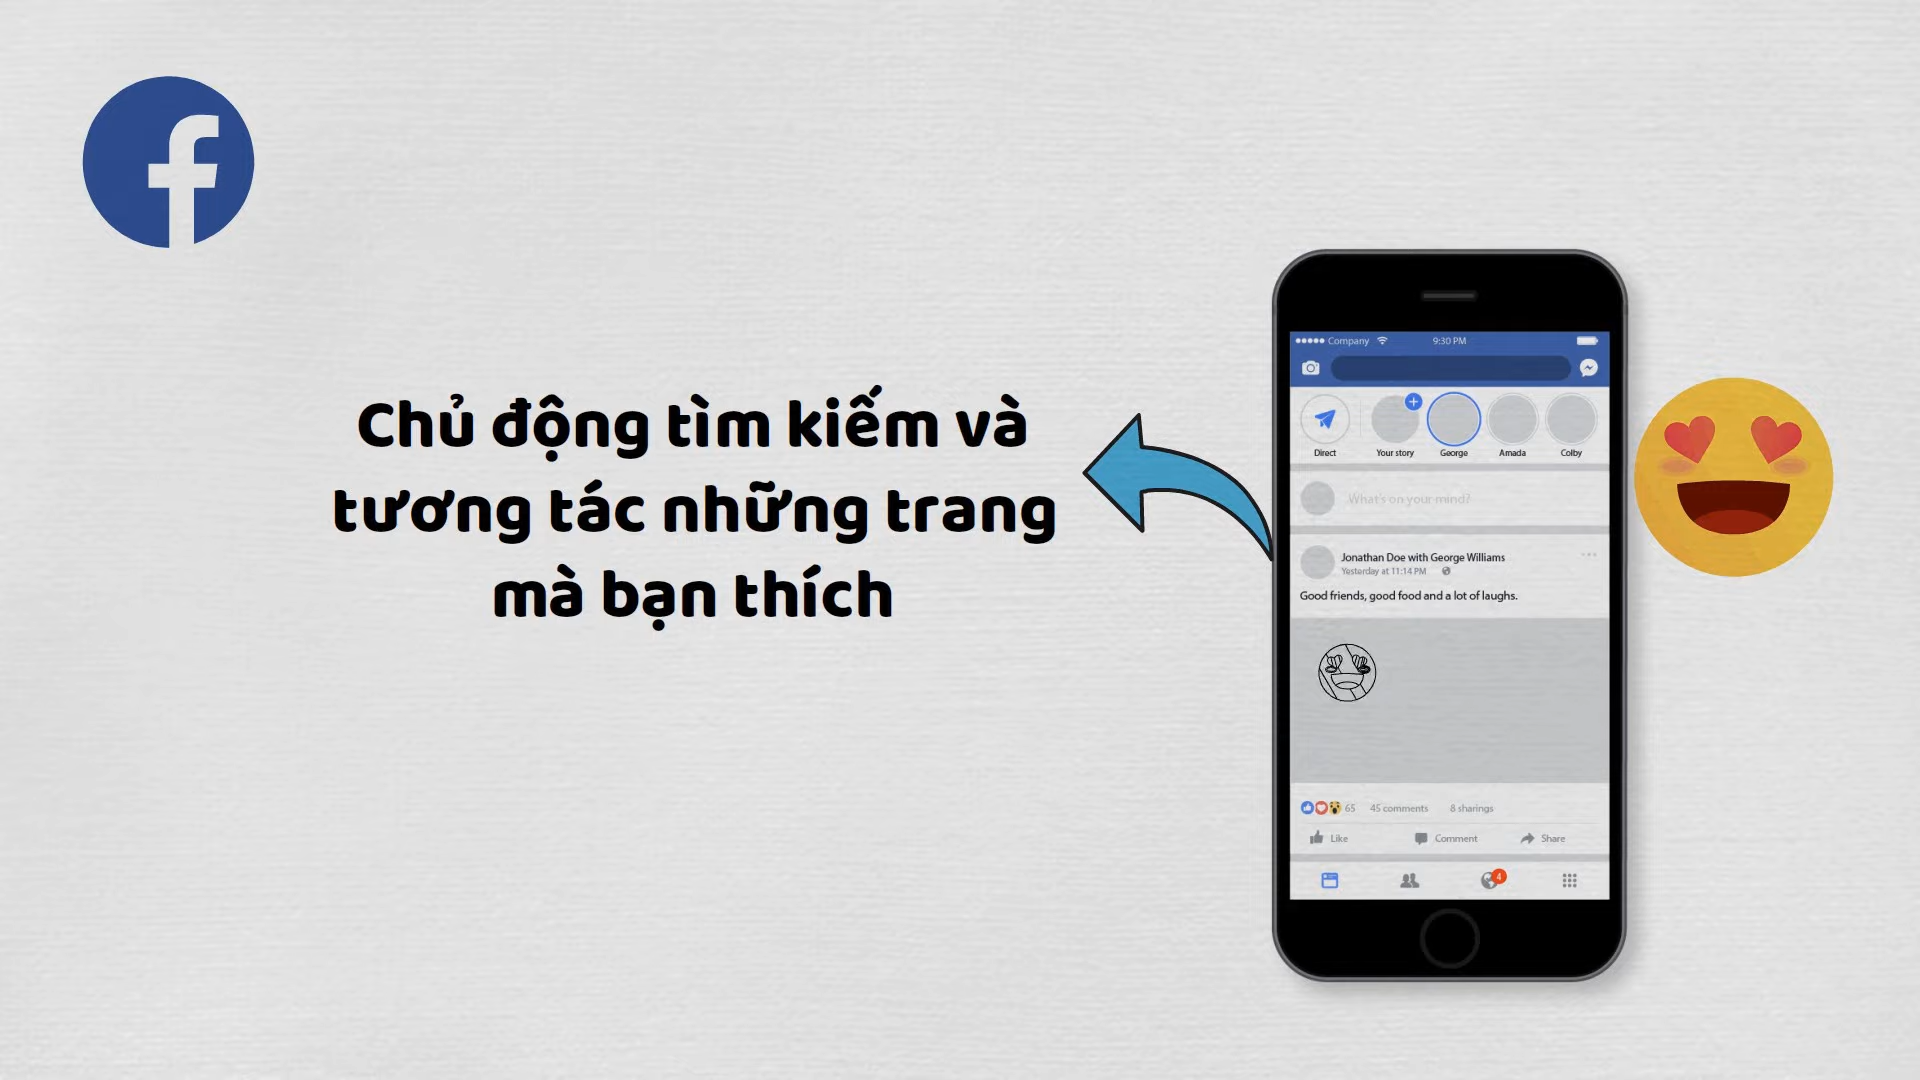 Chủ động tìm kiếm và
tương tác những trang
mà bạn thích
Company 9:30 PM
Direct Your story George Amada Colby
What's on your mind?
Jonathan Doe with George Williams
Yesterday at 11:14 PM
Good friends, good food and a lot of laughs.
65 45 comments 8 sharings
Like Comment Share
4